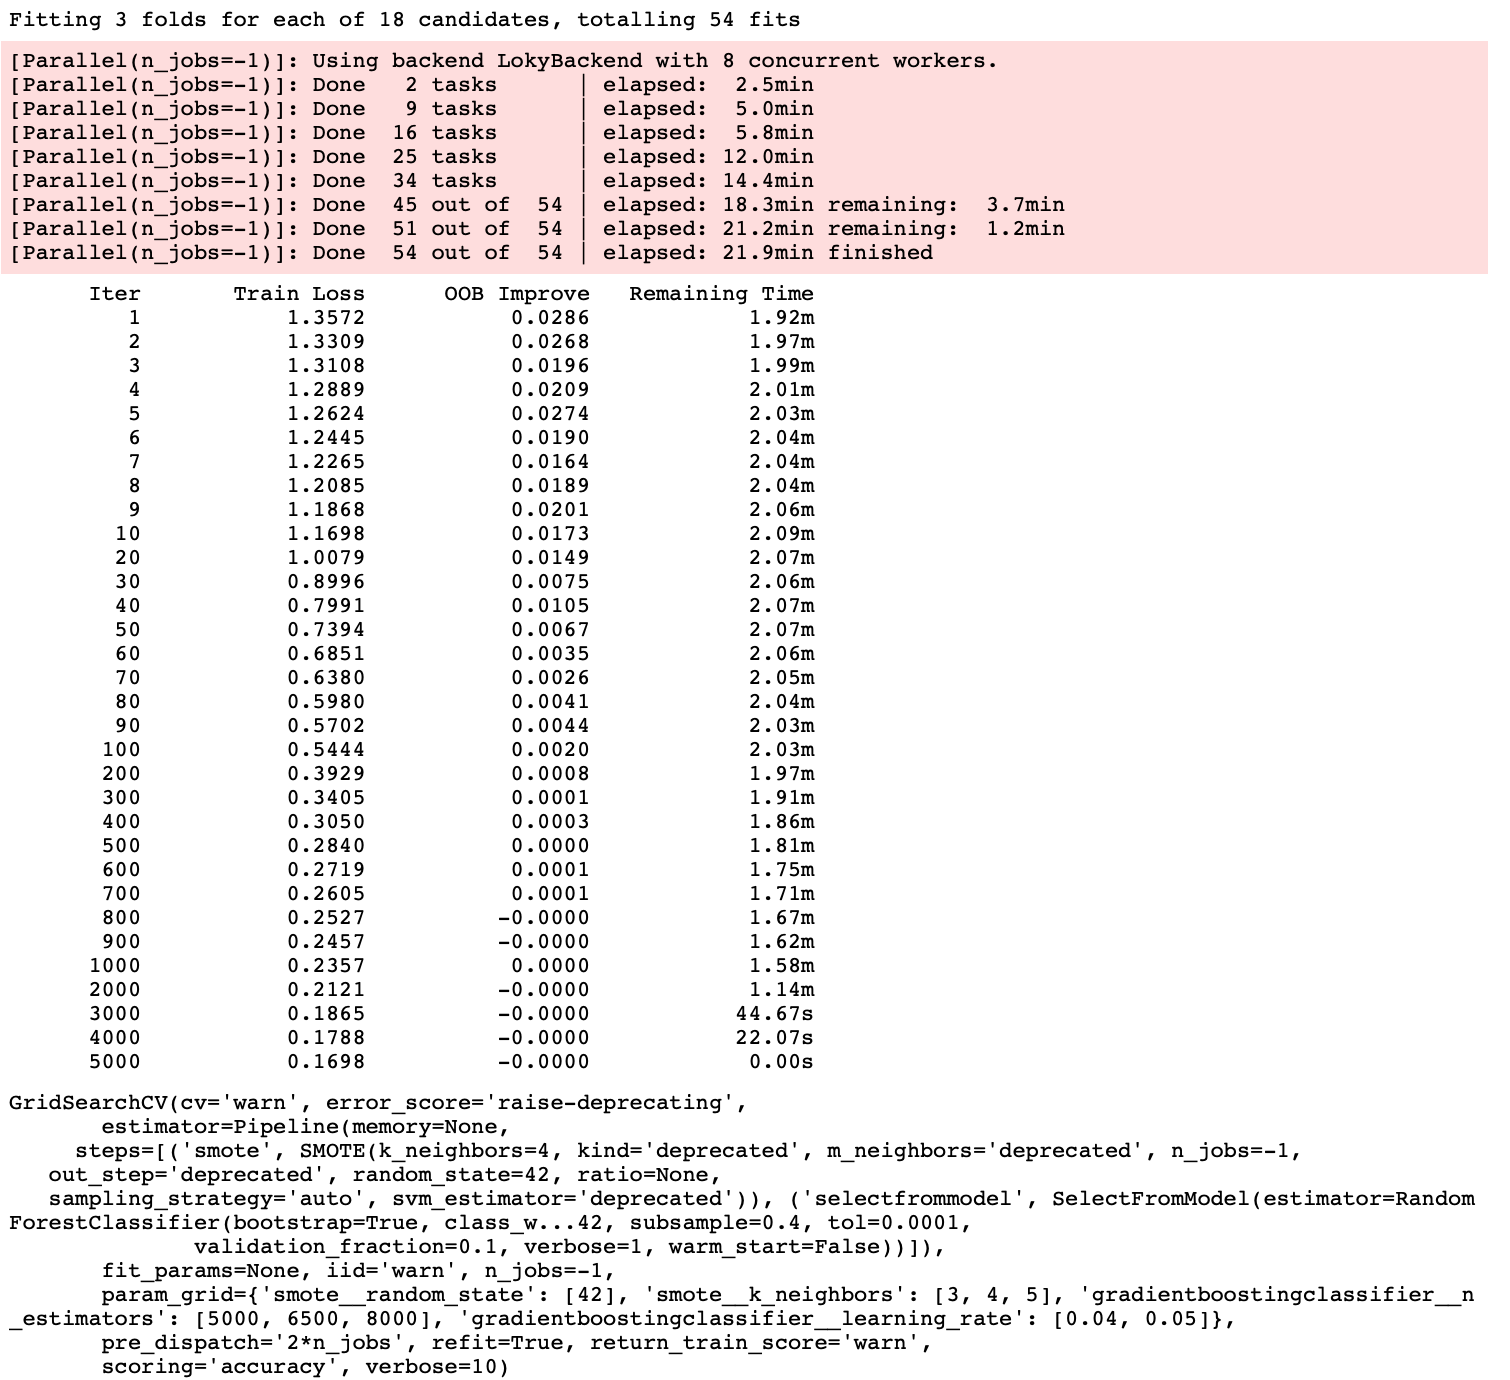 Fitting 3 folds for each of 18 candidates, totalling 54 fits
[Parallel(n_jobs=-1)]: Using backend LokyBackend with 8 concurrent workers.
[Parallel(n_jobs=-1)]: Done   2 tasks      | elapsed:  2.5min
[Parallel(n_jobs=-1)]: Done   9 tasks      | elapsed:  5.0min
[Parallel(n_jobs=-1)]: Done  16 tasks      | elapsed:  5.8min
[Parallel(n_jobs=-1)]: Done  25 tasks      | elapsed: 12.0min
[Parallel(n_jobs=-1)]: Done  34 tasks      | elapsed: 14.4min
[Parallel(n_jobs=-1)]: Done  45 out of  54 | elapsed: 18.3min remaining:  3.7min
[Parallel(n_jobs=-1)]: Done  51 out of  54 | elapsed: 21.2min remaining:  1.2min
[Parallel(n_jobs=-1)]: Done  54 out of  54 | elapsed: 21.9min finished
      Iter       Train Loss      OOB Improve   Remaining Time
         1           1.3572           0.0286            1.92m
         2           1.3309           0.0268            1.97m
         3           1.3108           0.0196            1.99m
         4           1.2889           0.0209            2.01m
         5           1.2624           0.0274            2.03m
         6           1.2445           0.0190            2.04m
         7           1.2265           0.0164            2.04m
         8           1.2085           0.0189            2.04m
         9           1.1868           0.0201            2.06m
        10           1.1698           0.0173            2.09m
        20           1.0079           0.0149            2.07m
        30           0.8996           0.0075            2.06m
        40           0.7991           0.0105            2.07m
        50           0.7394           0.0067            2.07m
        60           0.6851           0.0035            2.06m
        70           0.6380           0.0026            2.05m
        80           0.5980           0.0041            2.04m
        90           0.5702           0.0044            2.03m
       100           0.5444           0.0020            2.03m
       200           0.3929           0.0008            1.97m
       300           0.3405           0.0001            1.91m
       400           0.3050           0.0003            1.86m
       500           0.2840           0.0000            1.81m
       600           0.2719           0.0001            1.75m
       700           0.2605           0.0001            1.71m
       800           0.2527          -0.0000            1.67m
       900           0.2457          -0.0000            1.62m
      1000           0.2357           0.0000            1.58m
      2000           0.2121          -0.0000            1.14m
      3000           0.1865          -0.0000           44.67s
      4000           0.1788          -0.0000           22.07s
      5000           0.1698          -0.0000            0.00s
GridSearchCV(cv='warn', error_score='raise-deprecating',
       estimator=Pipeline(memory=None,
     steps=[('smote', SMOTE(k_neighbors=4, kind='deprecated', m_neighbors='deprecated', n_jobs=-1,
   out_step='deprecated', random_state=42, ratio=None,
   sampling_strategy='auto', svm_estimator='deprecated')), ('selectfrommodel', SelectFromModel(estimator=Random
ForestClassifier(bootstrap=True, class_w...42, subsample=0.4, tol=0.0001,
              validation_fraction=0.1, verbose=1, warm_start=False))]),
       fit_params=None, iid='warn', n_jobs=-1,
       param_grid={'smote__random_state': [42], 'smote__k_neighbors': [3, 4, 5], 'gradientboostingclassifier__n
_estimators': [5000, 6500, 8000], 'gradientboostingclassifier__learning_rate': [0.04, 0.05]},
       pre_dispatch='2*n_jobs', refit=True, return_train_score='warn',
       scoring='accuracy', verbose=10)